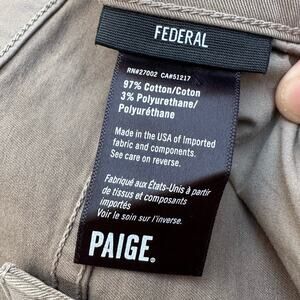 FEDERAL
RN#27002 CA#51217
97% Cotton/Coton
3% Polyurethane/
Polyuréthane
Made in the USA of Imported
fabric and components.
See care on reverse.
Fabriqué aux États-Unis à partir
de tissus et composants
importés
Voir le soin sur l'inverse.
PAIGE.